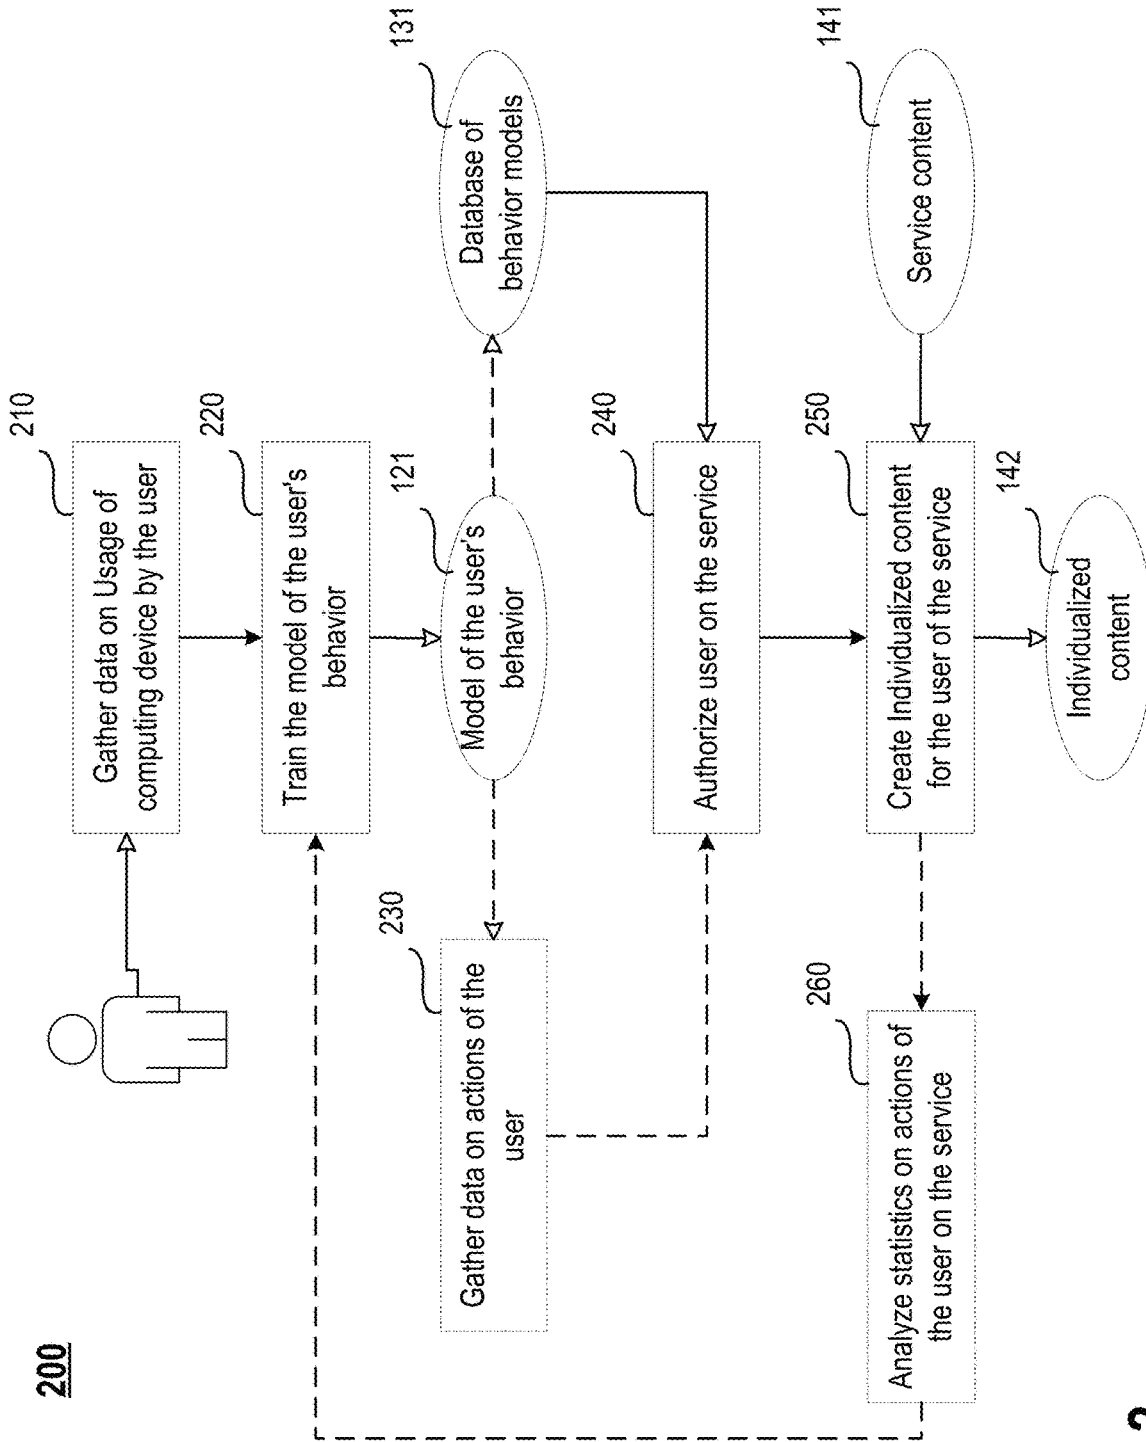 200
210
Gather data on Usage of
computing device by the user
220
Train the model of the user's
behavior
121
Model of the user's
behavior
131
Database of
behavior models
230
Gather data on actions of the
user
240
Authorize user on the service
250
Create Individualized content
for the user of the service
141
Service content
260
Analyze statistics on actions of
the user on the service
142
Individualized
content